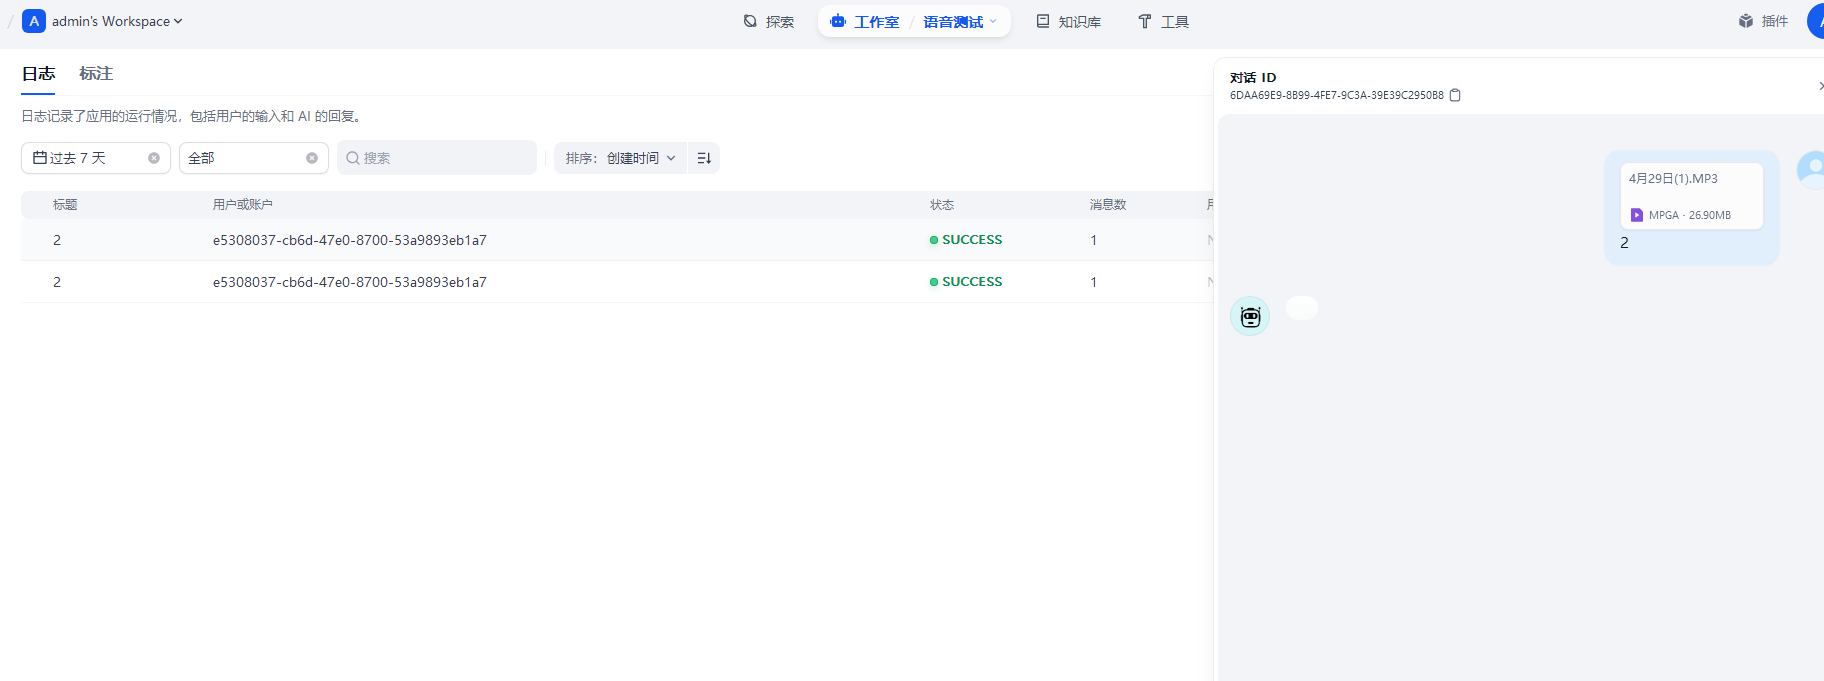 A admin's Workspace
探索
工作室 / 语音测试
知识库
工具
插件
日志 标注
日志记录了应用的运行情况，包括用户的输入和 AI 的回复。
过去 7 天
全部
搜索
排序： 创建时间
标题 用户或账户 状态 消息数
2 e5308037-cb6d-47e0-8700-53a9893eb1a7 SUCCESS 1
2 e5308037-cb6d-47e0-8700-53a9893eb1a7 SUCCESS 1
对话 ID
6DAA69E9-8B99-4FE7-9C3A-39E39C2950B8
4月29日(1).MP3
MPGA · 26.90MB
2